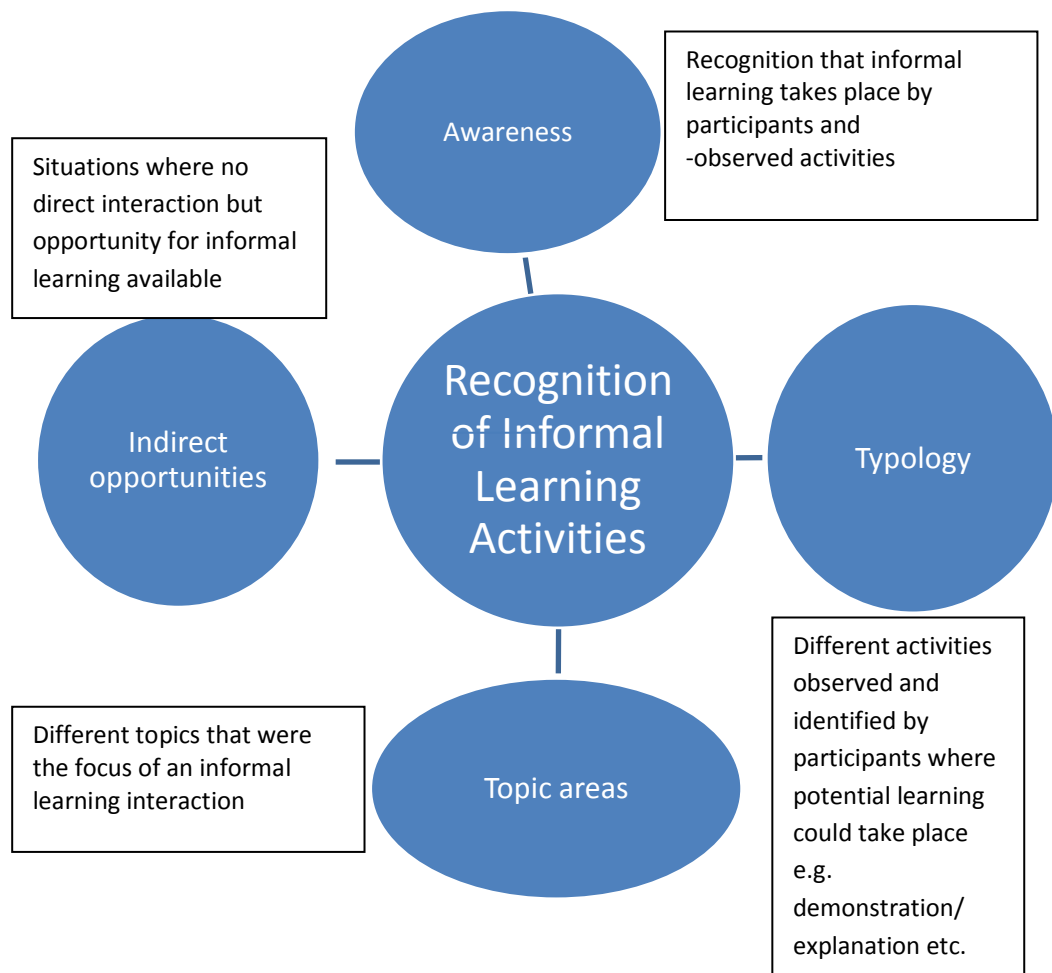 Awareness
Recognition that informal
learning takes place by
participants and
-observed activities
Situations where no
direct interaction but
opportunity for informal
learning available
Recognition
of Informal
Learning
Activities
Indirect
opportunities
Typology
Different activities
observed and
identified by
participants where
potential learning
could take place
e.g.
demonstration/
explanation etc.
Different topics that were
the focus of an informal
learning interaction
Topic areas